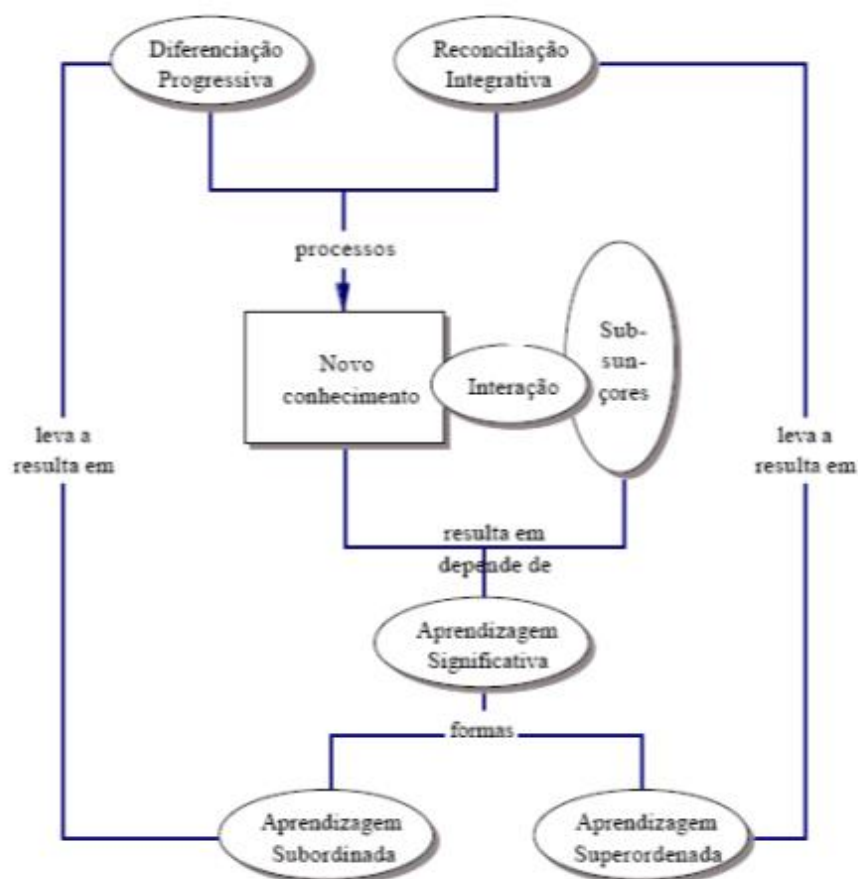 Diferenciação
Progressiva
Reconciliação
Integrativa
processos
Novo
conhecimento
Interação
Sub-
sun-
çores
leva a
resulta em
leva a
resulta em
resulta em
depende de
Aprendizagem
Significativa
formas
Aprendizagem
Subordinada
Aprendizagem
Superordenada